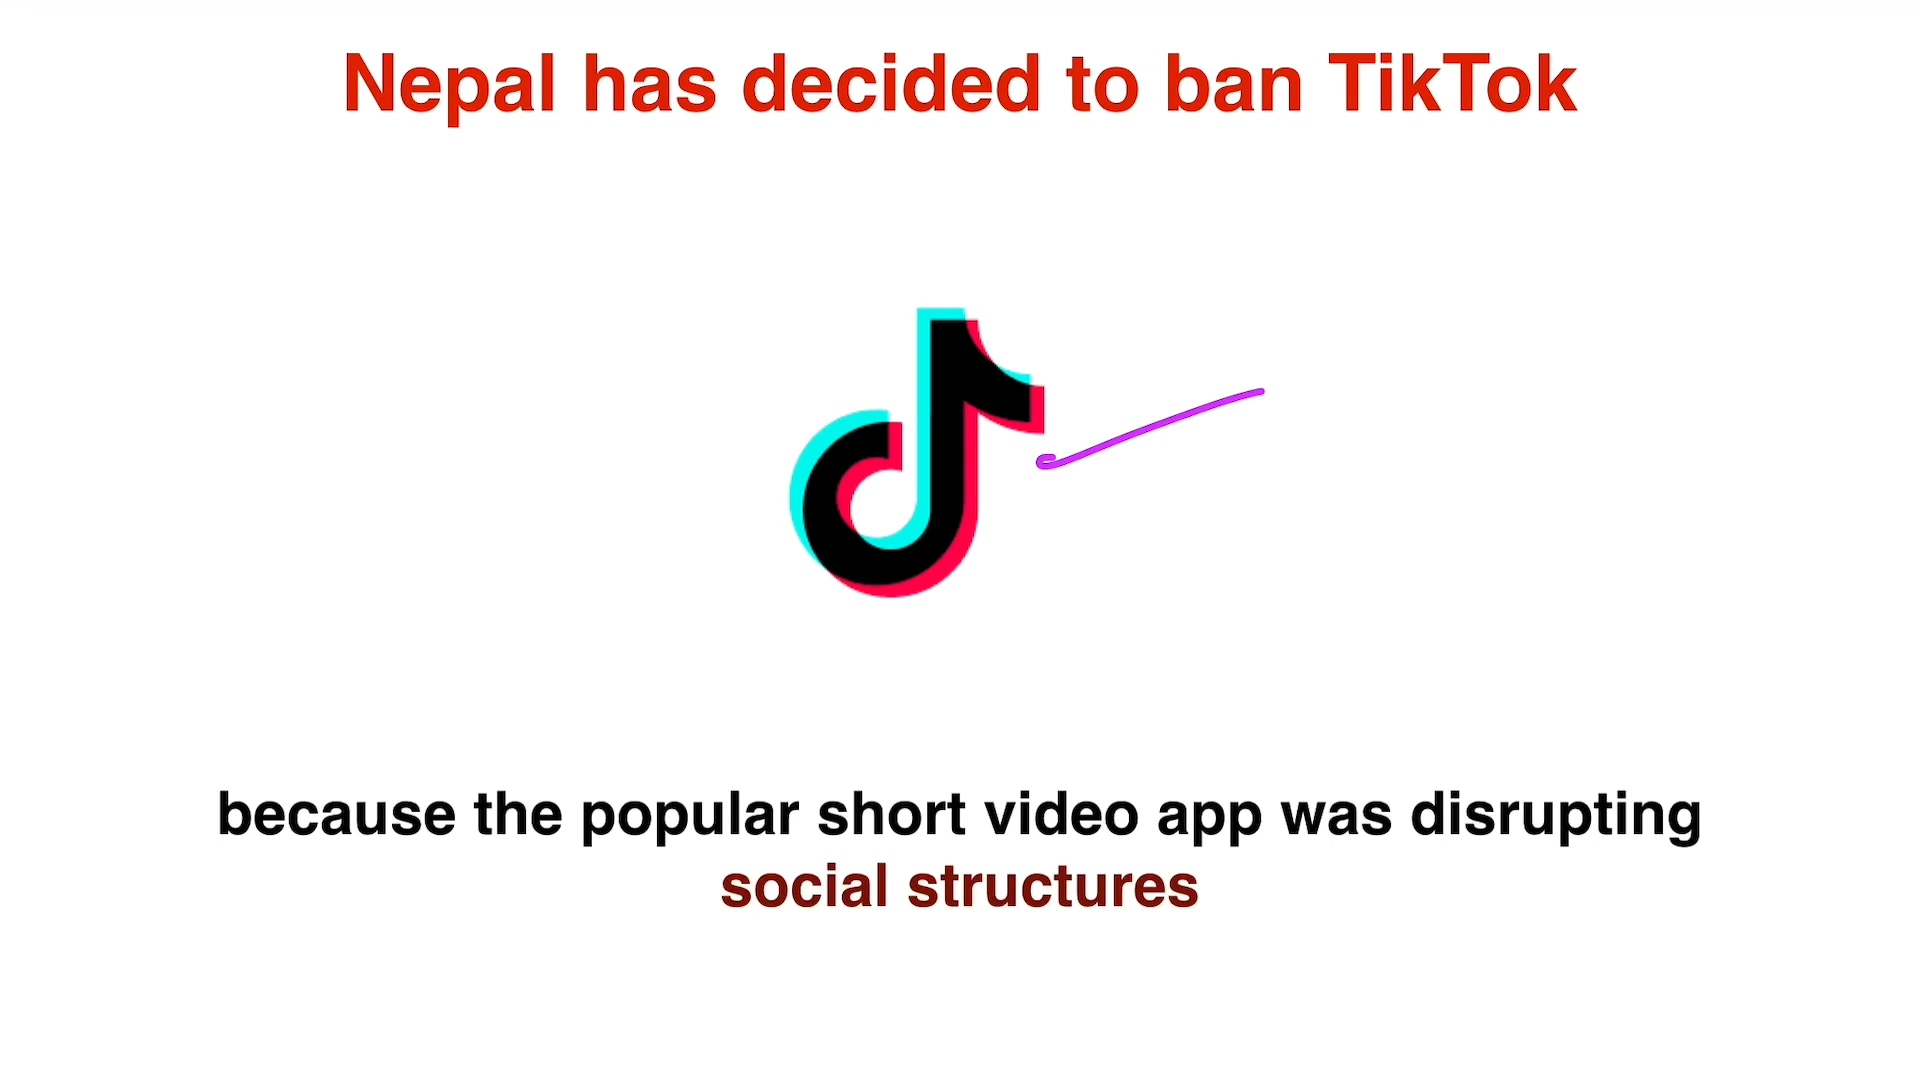 Nepal has decided to ban TikTok
because the popular short video app was disrupting
social structures